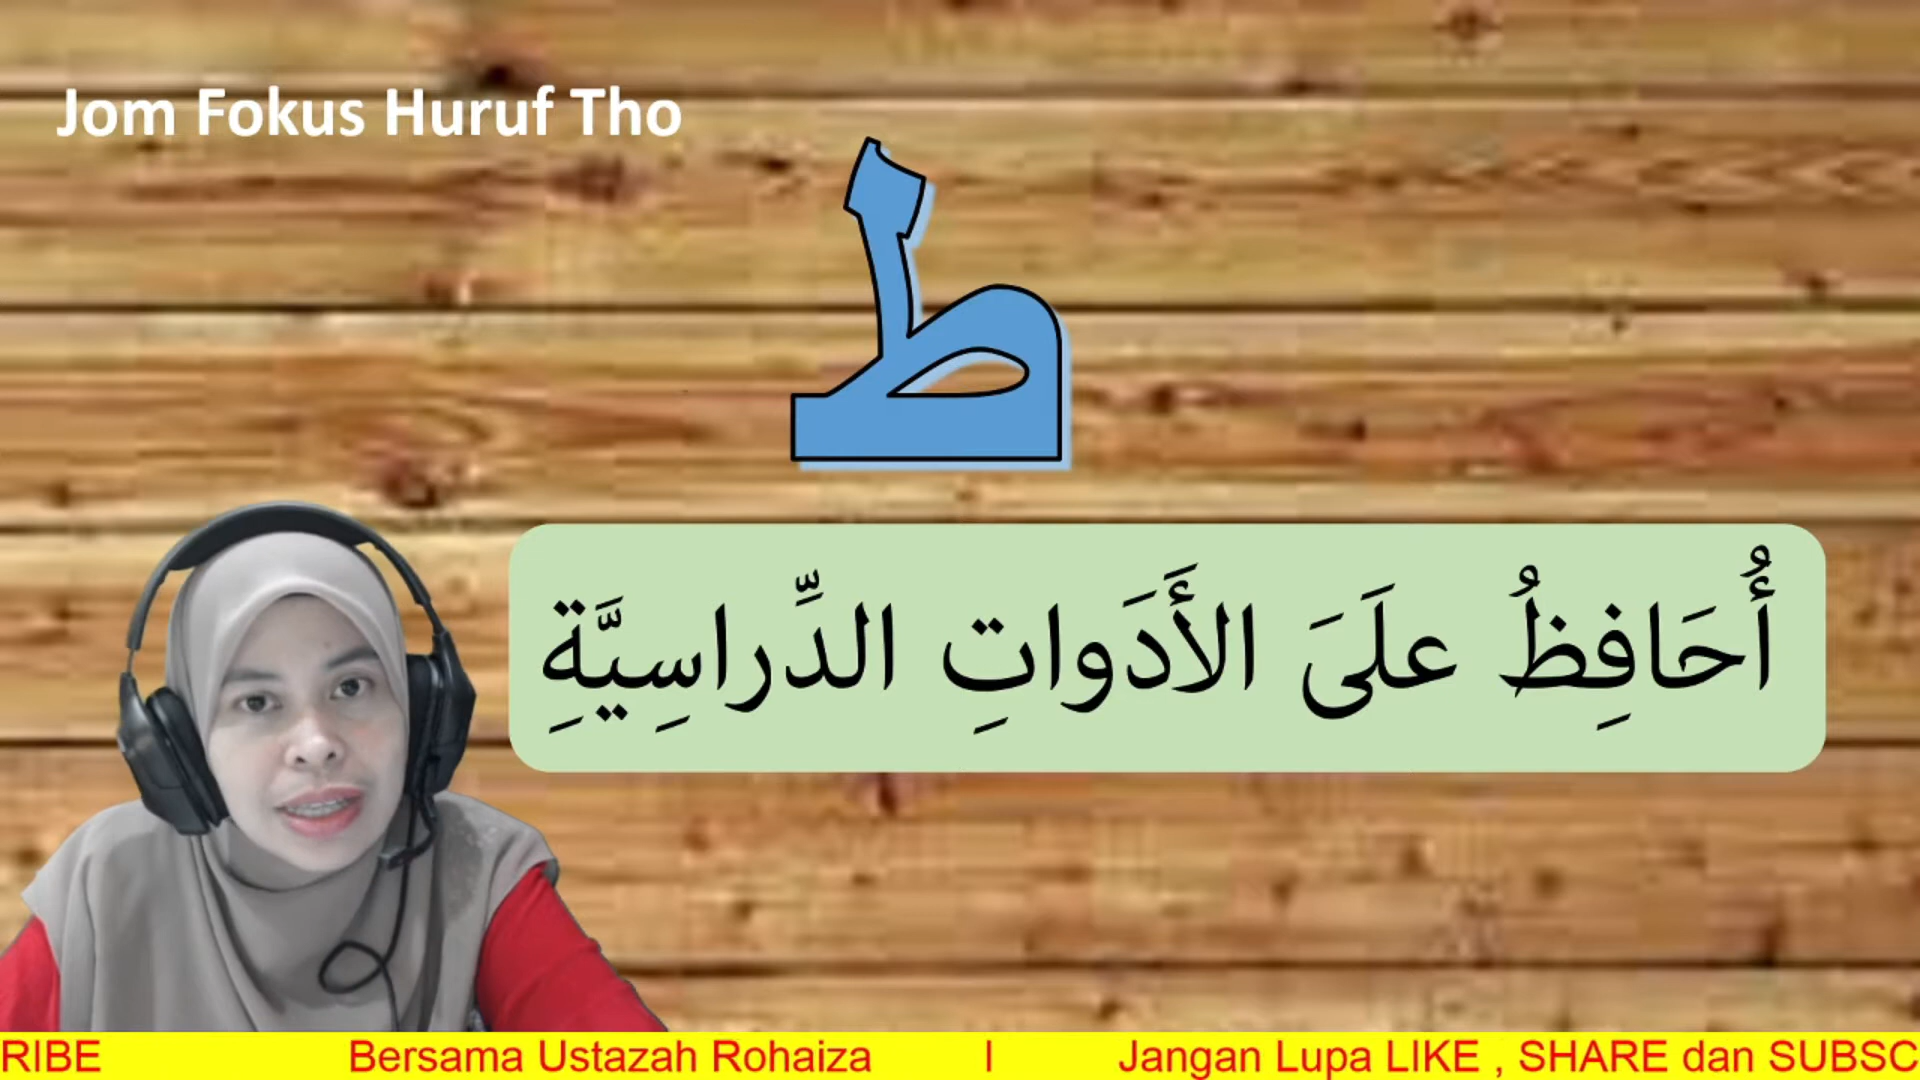 Jom Fokus Huruf Tho
ط
أُحَافِظُ علَىَ الأَدَواتِ الدِّراسِيَّةِ
RIBE Bersama Ustazah Rohaiza I Jangan Lupa LIKE , SHARE dan SUBSC